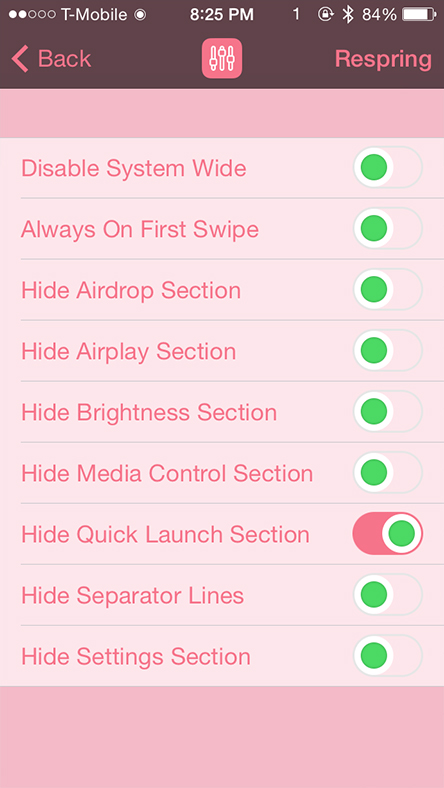 T-Mobile 8:25 PM 1 84%
Back Respring
Disable System Wide
Always On First Swipe
Hide Airdrop Section
Hide Airplay Section
Hide Brightness Section
Hide Media Control Section
Hide Quick Launch Section
Hide Separator Lines
Hide Settings Section